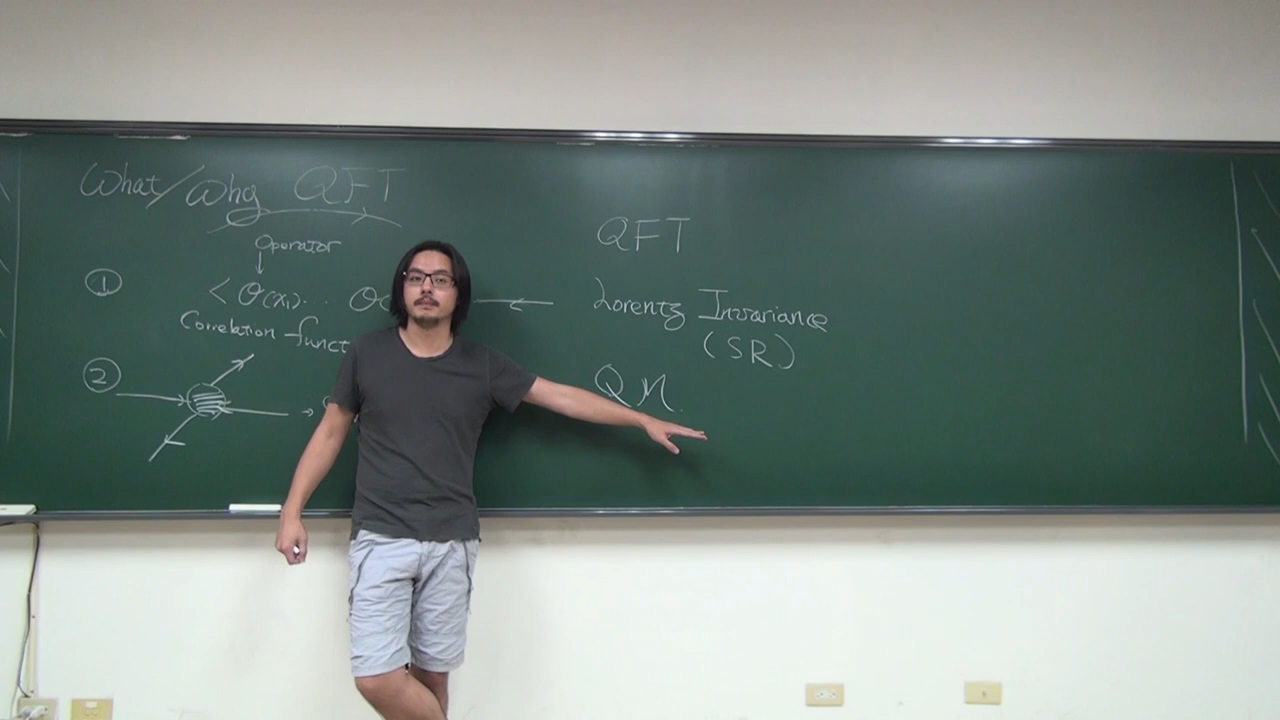 What/Why QFT
Operator
①
< O(x₁)... O
Correlation funct
②
QFT
Lorentz Invariance
(SR)
QM